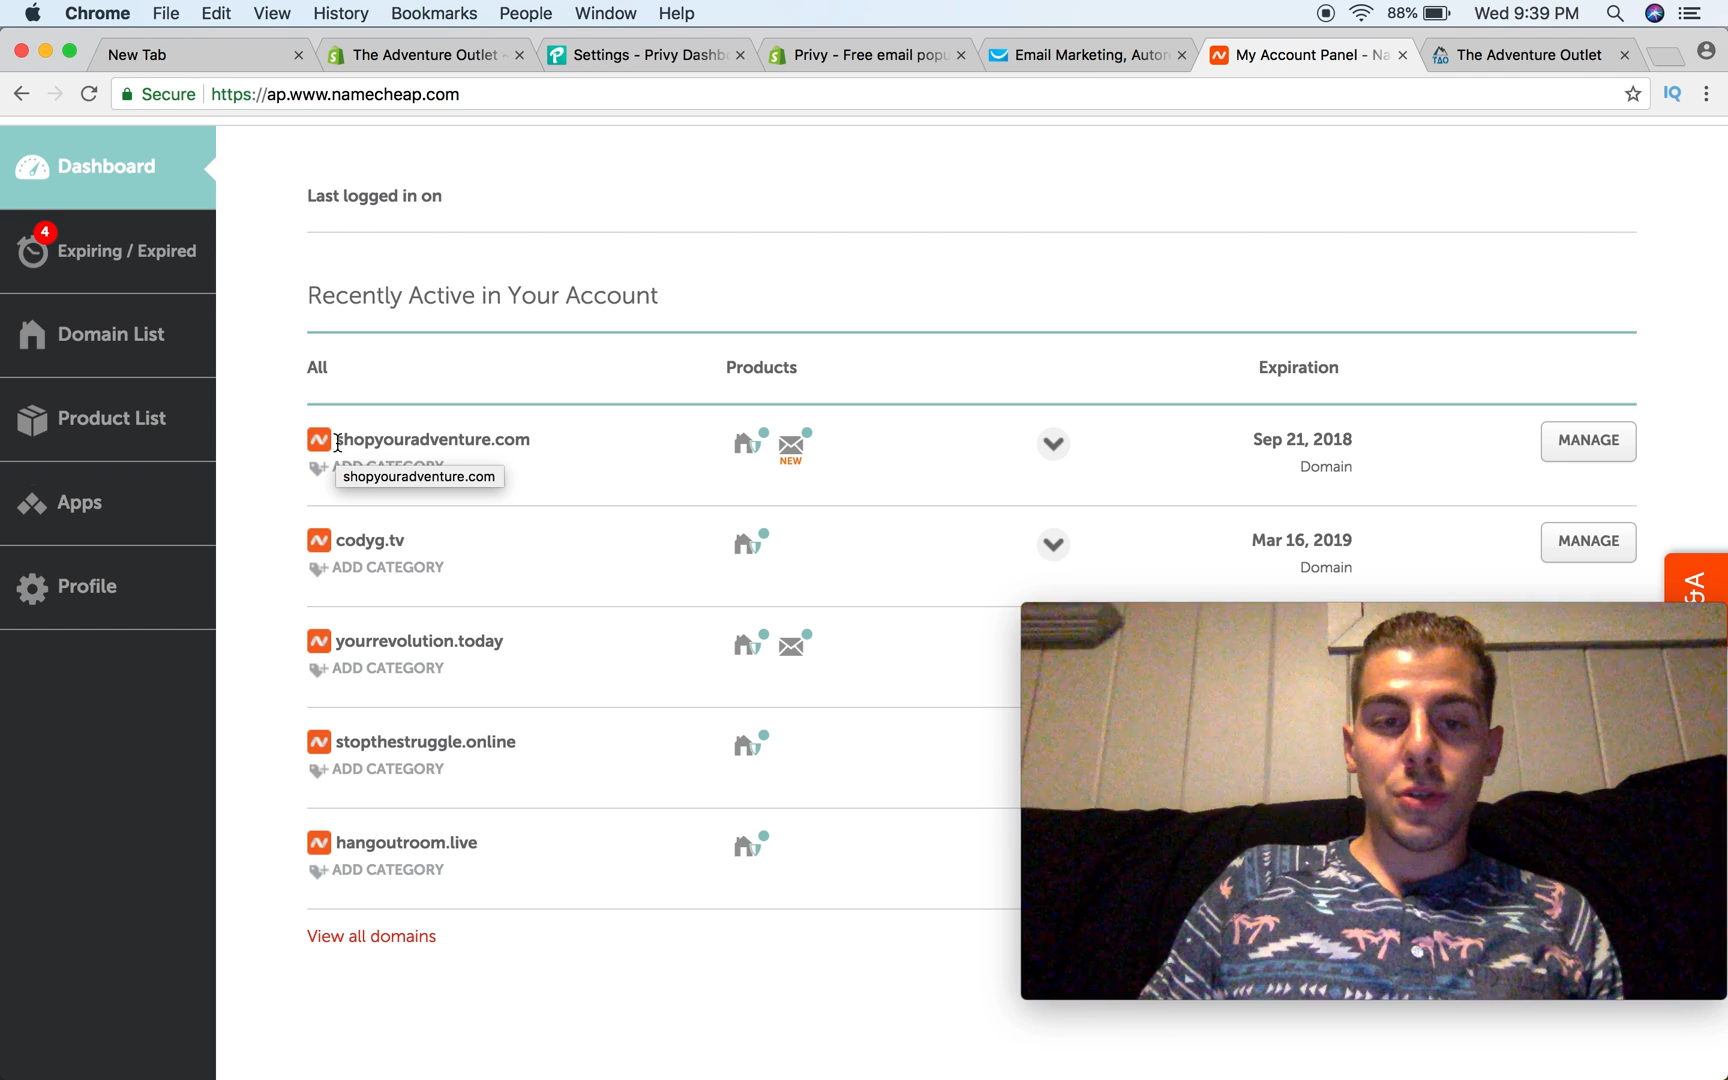 Chrome File Edit View History Bookmarks People Window Help 88% Wed 9:39 PM
New Tab The Adventure Outlet ~ Settings - Privy Dashb Privy - Free email popu Email Marketing, Autor My Account Panel - Na The Adventure Outlet
Secure https://ap.www.namecheap.com IQ
Dashboard
4
Expiring / Expired
Domain List
Product List
Apps
Profile
Last logged in on
Recently Active in Your Account
All Products Expiration
shopyouradventure.com Sep 21, 2018 MANAGE
NEW
ADD CATEGORY Domain
shopyouradventure.com
codyg.tv Mar 16, 2019 MANAGE
ADD CATEGORY Domain
yourrevolution.today
ADD CATEGORY
stopthestruggle.online
ADD CATEGORY
hangoutroom.live
ADD CATEGORY
View all domains